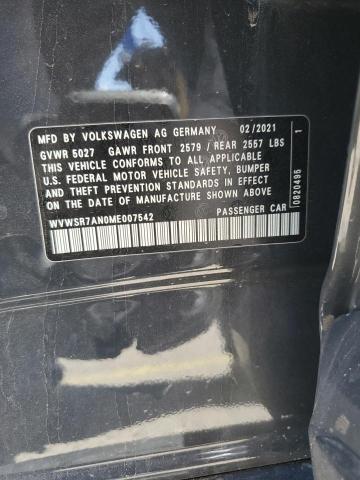 MFD BY VOLKSWAGEN AG GERMANY 02/2021
GVWR 5027 GAWR FRONT 2579 / REAR 2557 LBS
THIS VEHICLE CONFORMS TO ALL APPLICABLE
U.S. FEDERAL MOTOR VEHICLE SAFETY, BUMPER
AND THEFT PREVENTION STANDARDS IN EFFECT
ON THE DATE OF MANUFACTURE SHOWN ABOVE
WVWSR7AN0ME007542 PASSENGER CAR
0820495 1